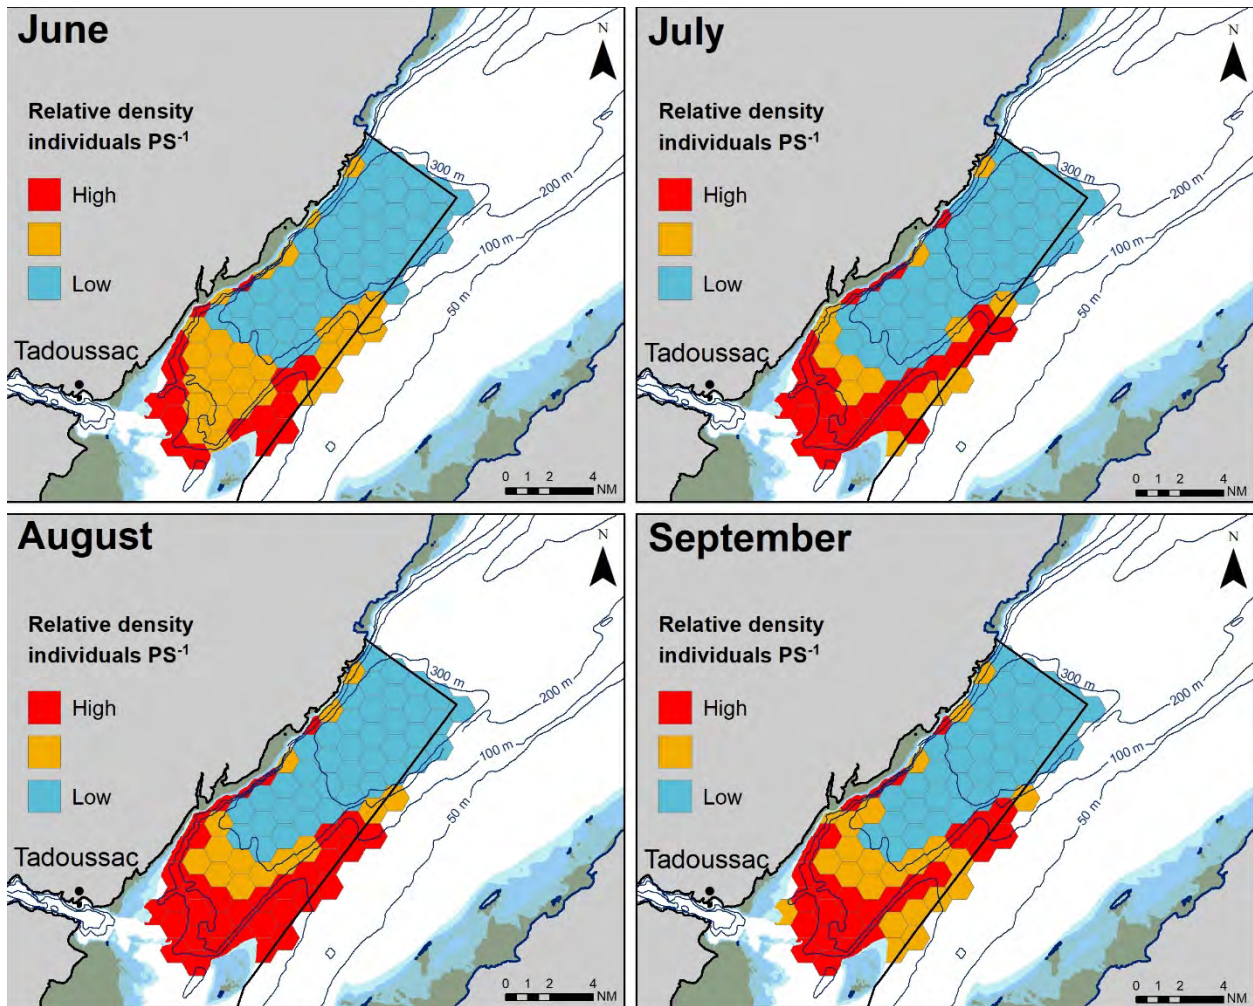 June
N
Relative density
individuals PS⁻¹
High
Low
Tadoussac
300 m
200 m
100 m
50 m
0 1 2 4
NM
July
N
Relative density
individuals PS⁻¹
High
Low
Tadoussac
300 m
200 m
100 m
50 m
0 1 2 4
NM
August
N
Relative density
individuals PS⁻¹
High
Low
Tadoussac
300 m
200 m
100 m
50 m
0 1 2 4
NM
September
N
Relative density
individuals PS⁻¹
High
Low
Tadoussac
300 m
200 m
100 m
50 m
0 1 2 4
NM